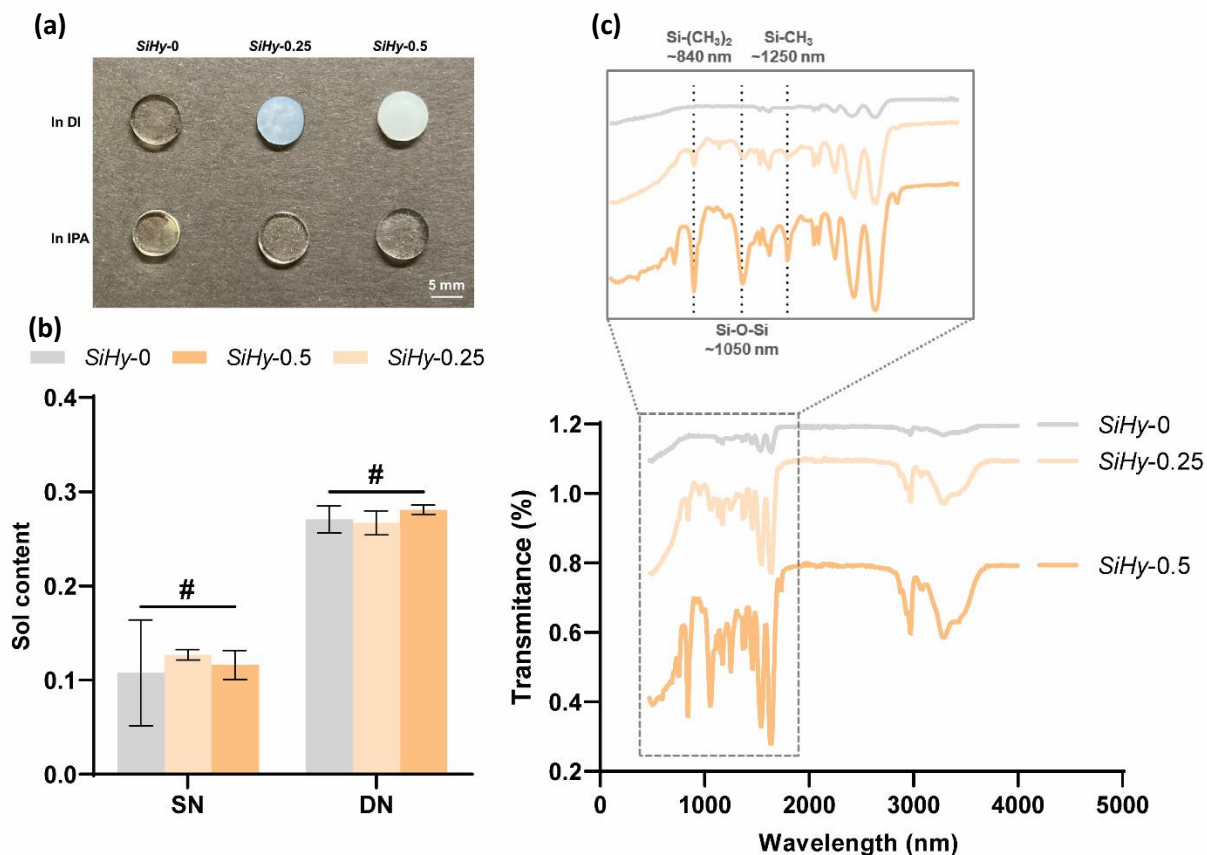 (a)
SiHy-0 SiHy-0.25 SiHy-0.5
In DI
In IPA
5 mm
(b)
SiHy-0 SiHy-0.5 SiHy-0.25
0.4
0.3
0.2
0.1
0.0
Sol content
# #
SN DN
(c)
Si-(CH₃)₂ Si-CH₃
~840 nm ~1250 nm
Si-O-Si
~1050 nm
1.2
1.0
0.8
0.6
0.4
0.2
Transmitance (%)
SiHy-0
SiHy-0.25
SiHy-0.5
0 1000 2000 3000 4000 5000
Wavelength (nm)